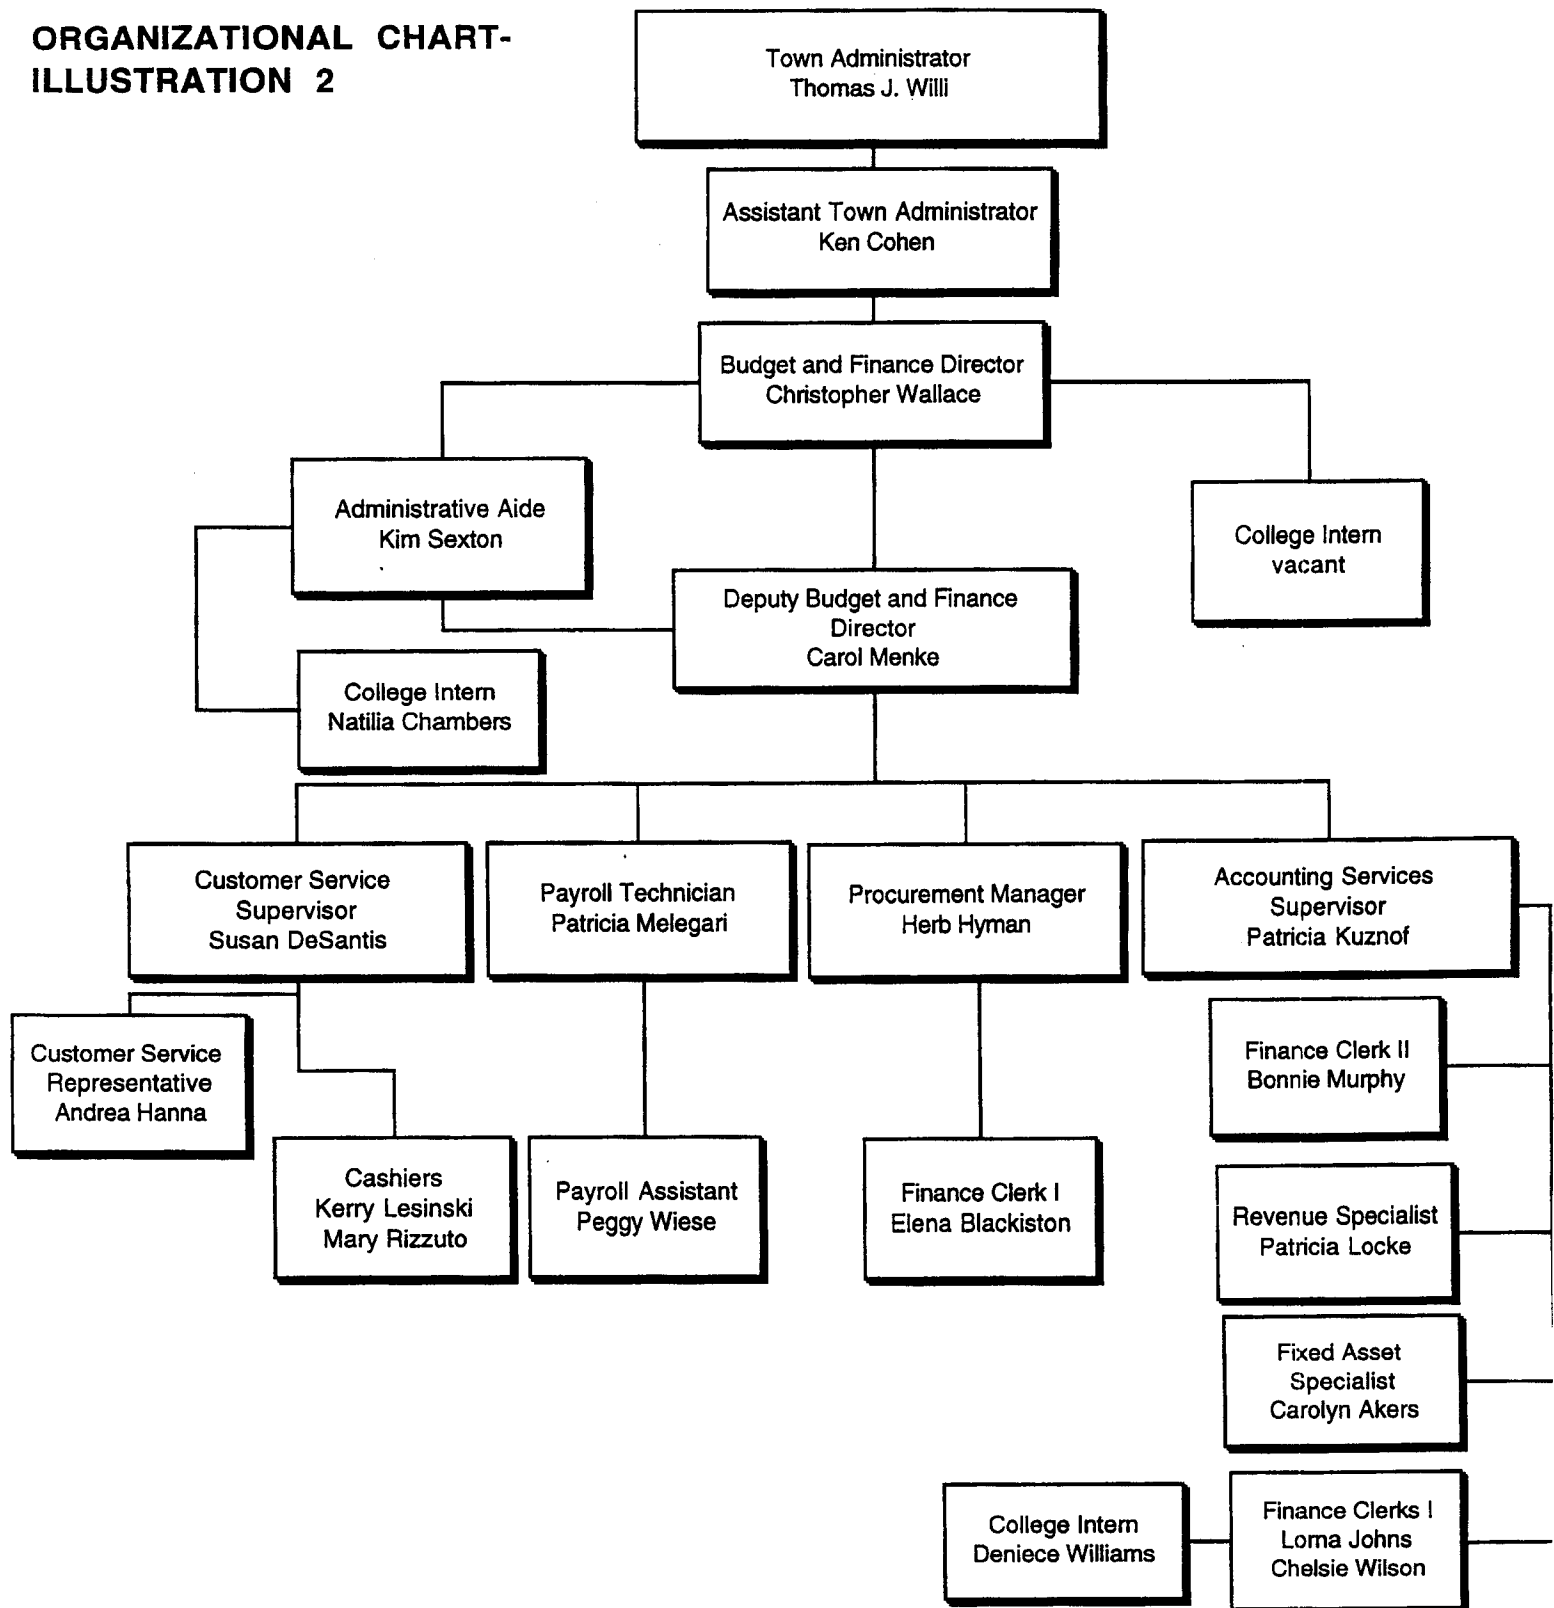 ORGANIZATIONAL CHART-
ILLUSTRATION 2
Town Administrator
Thomas J. Willi
Assistant Town Administrator
Ken Cohen
Budget and Finance Director
Christopher Wallace
Administrative Aide
Kim Sexton
College Intern
vacant
Deputy Budget and Finance
Director
Carol Menke
College Intern
Natilia Chambers
Customer Service
Supervisor
Susan DeSantis
Payroll Technician
Patricia Melegari
Procurement Manager
Herb Hyman
Accounting Services
Supervisor
Patricia Kuznof
Customer Service
Representative
Andrea Hanna
Finance Clerk II
Bonnie Murphy
Cashiers
Kerry Lesinski
Mary Rizzuto
Payroll Assistant
Peggy Wiese
Finance Clerk I
Elena Blackiston
Revenue Specialist
Patricia Locke
Fixed Asset
Specialist
Carolyn Akers
College Intern
Deniece Williams
Finance Clerks I
Lorna Johns
Chelsie Wilson